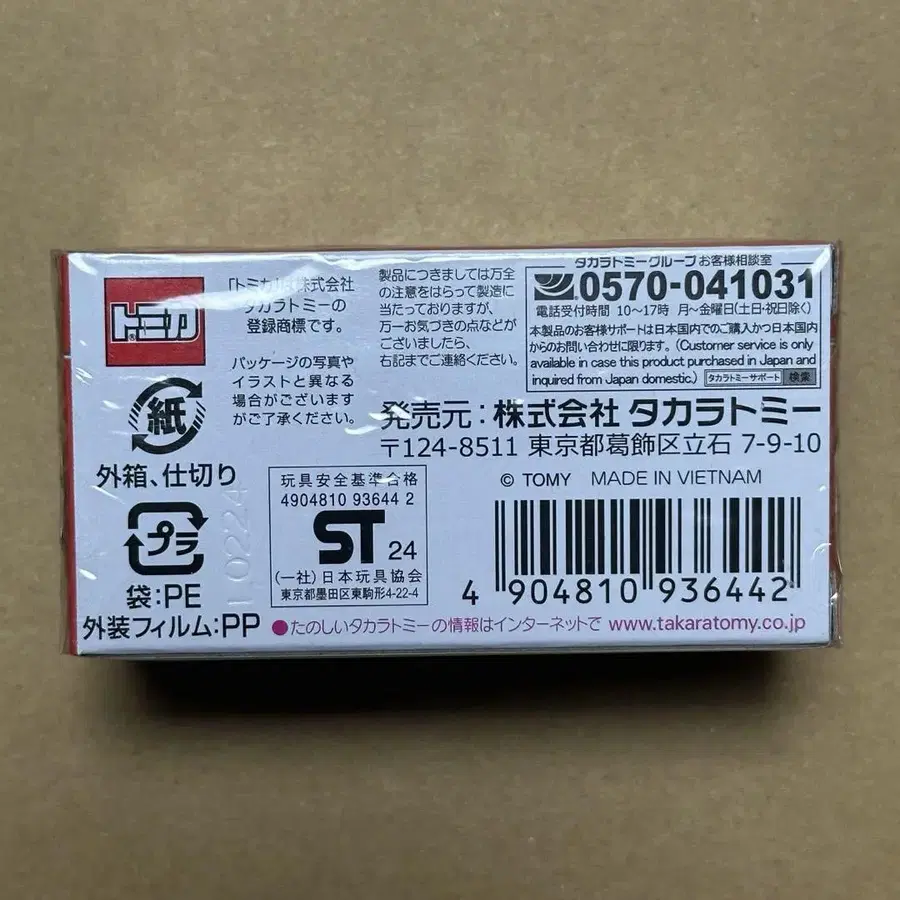 トミカ
「トミカ」は株式会社
タカラトミーの
登録商標です。
パッケージの写真や
イラストと異なる
場合がございます
がご了承ください。
製品につきましては万全
の注意をはらって製造に
当たっておりますが、
万一お気づきの点などが
ございましたら、
右記までご連絡ください。
タカラトミーグループ お客様相談室
0570-041031
電話受付時間 10〜17時 月〜金曜日(土・日・祝日除く)
本製品のお客様サポートは日本国内でのご購入かつ日本国内
からのお問い合わせに限ります。(Customer service is only
available in case this product purchased in Japan and
inquired from Japan domestic.) タカラトミーサポート 検索
発売元：株式会社 タカラトミー
〒124-8511 東京都葛飾区立石 7-9-10
© TOMY MADE IN VIETNAM
紙
外箱、仕切り
プラ
袋：PE
外装フィルム：PP
玩具安全基準合格
4904810 93644 2
ST 24
(一社)日本玩具協会
東京都墨田区東駒形4-22-4
4 904810 936442
●たのしいタカラトミーの情報はインターネットで www.takaratomy.co.jp